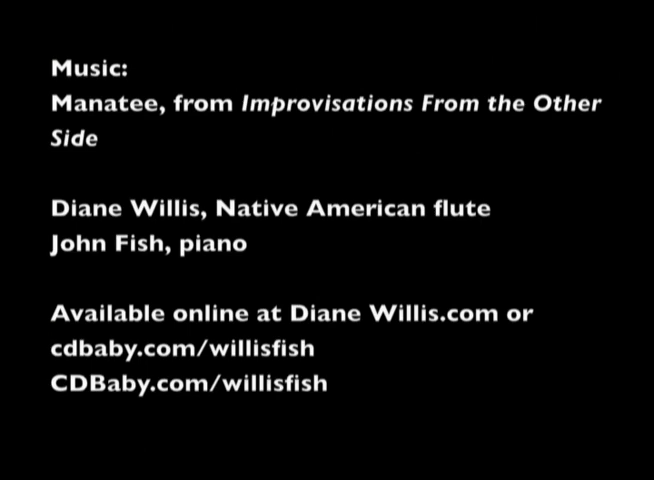 Music:
Manatee, from Improvisations From the Other
Side
Diane Willis, Native American flute
John Fish, piano
Available online at Diane Willis.com or
cdbaby.com/willisfish
CDBaby.com/willisfish